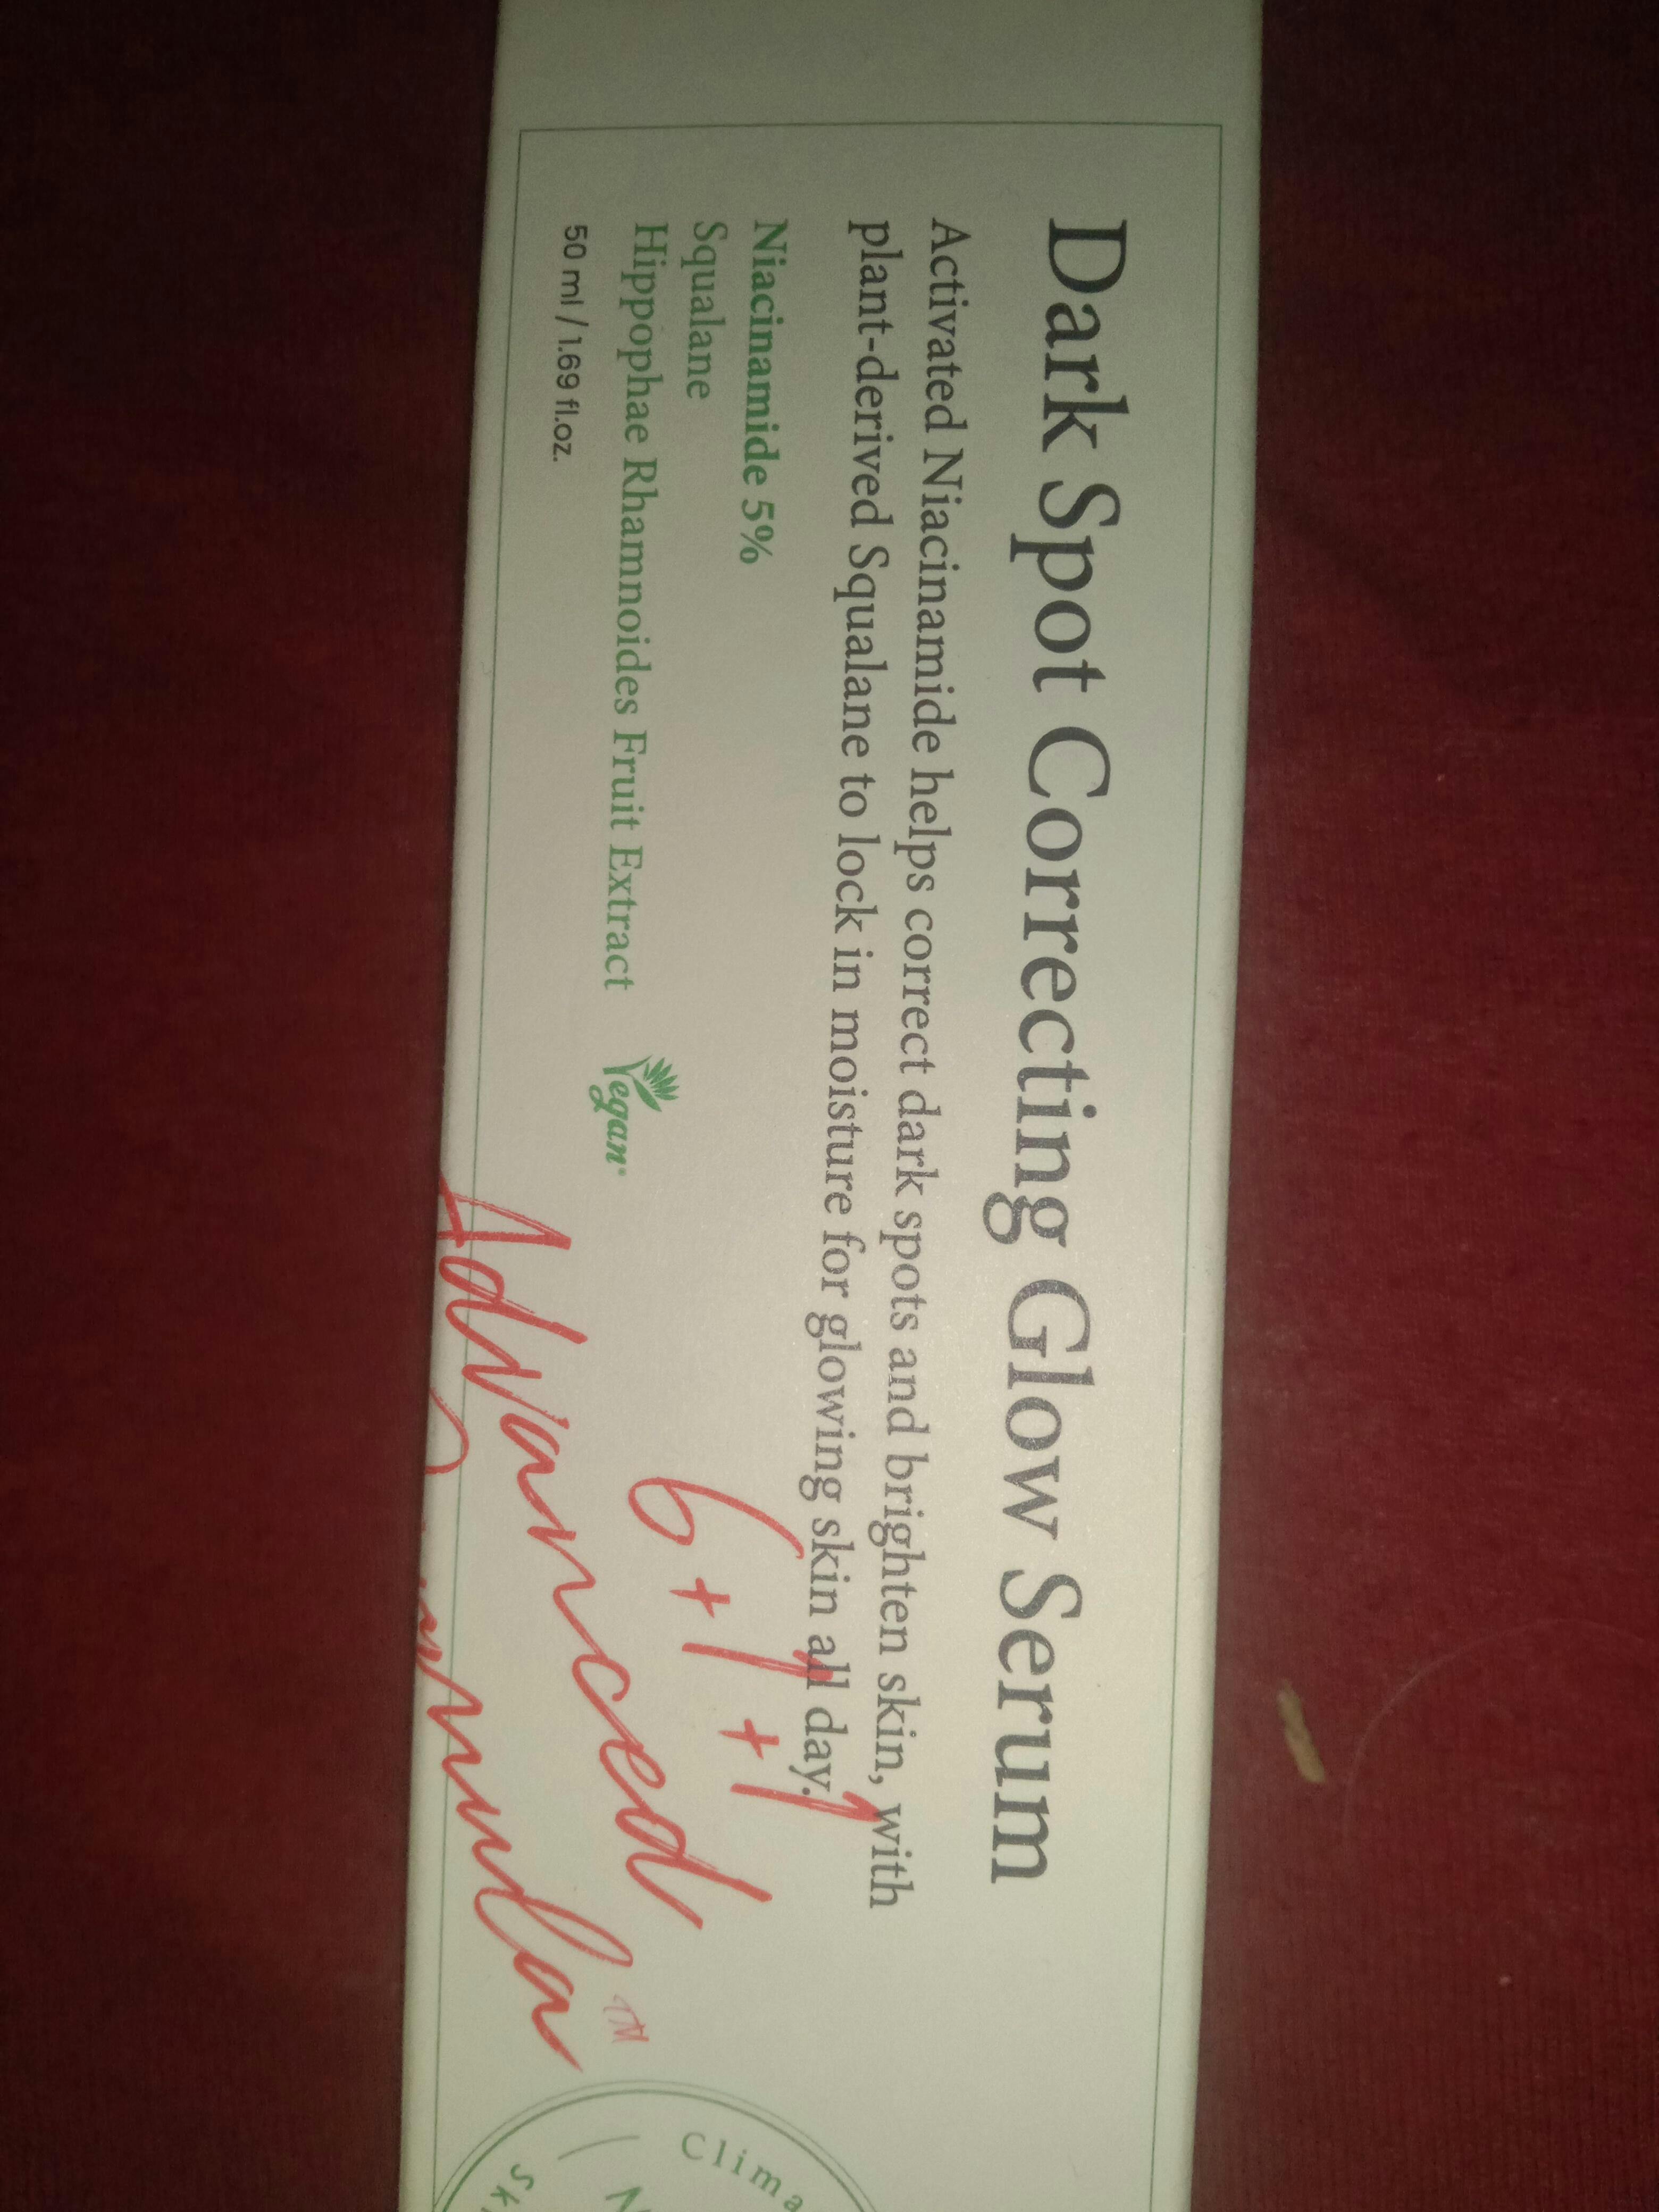 Dark Spot Correcting Glow Serum
Activated Niacinamide helps correct dark spots and brighten skin, with
plant-derived Squalane to lock in moisture for glowing skin all day.
Niacinamide 5%
Squalane
Hippophae Rhamnoides Fruit Extract
Vegan
50 ml / 1.69 fl.oz.
6+1+1
Advanced
TM
Clima
Sk